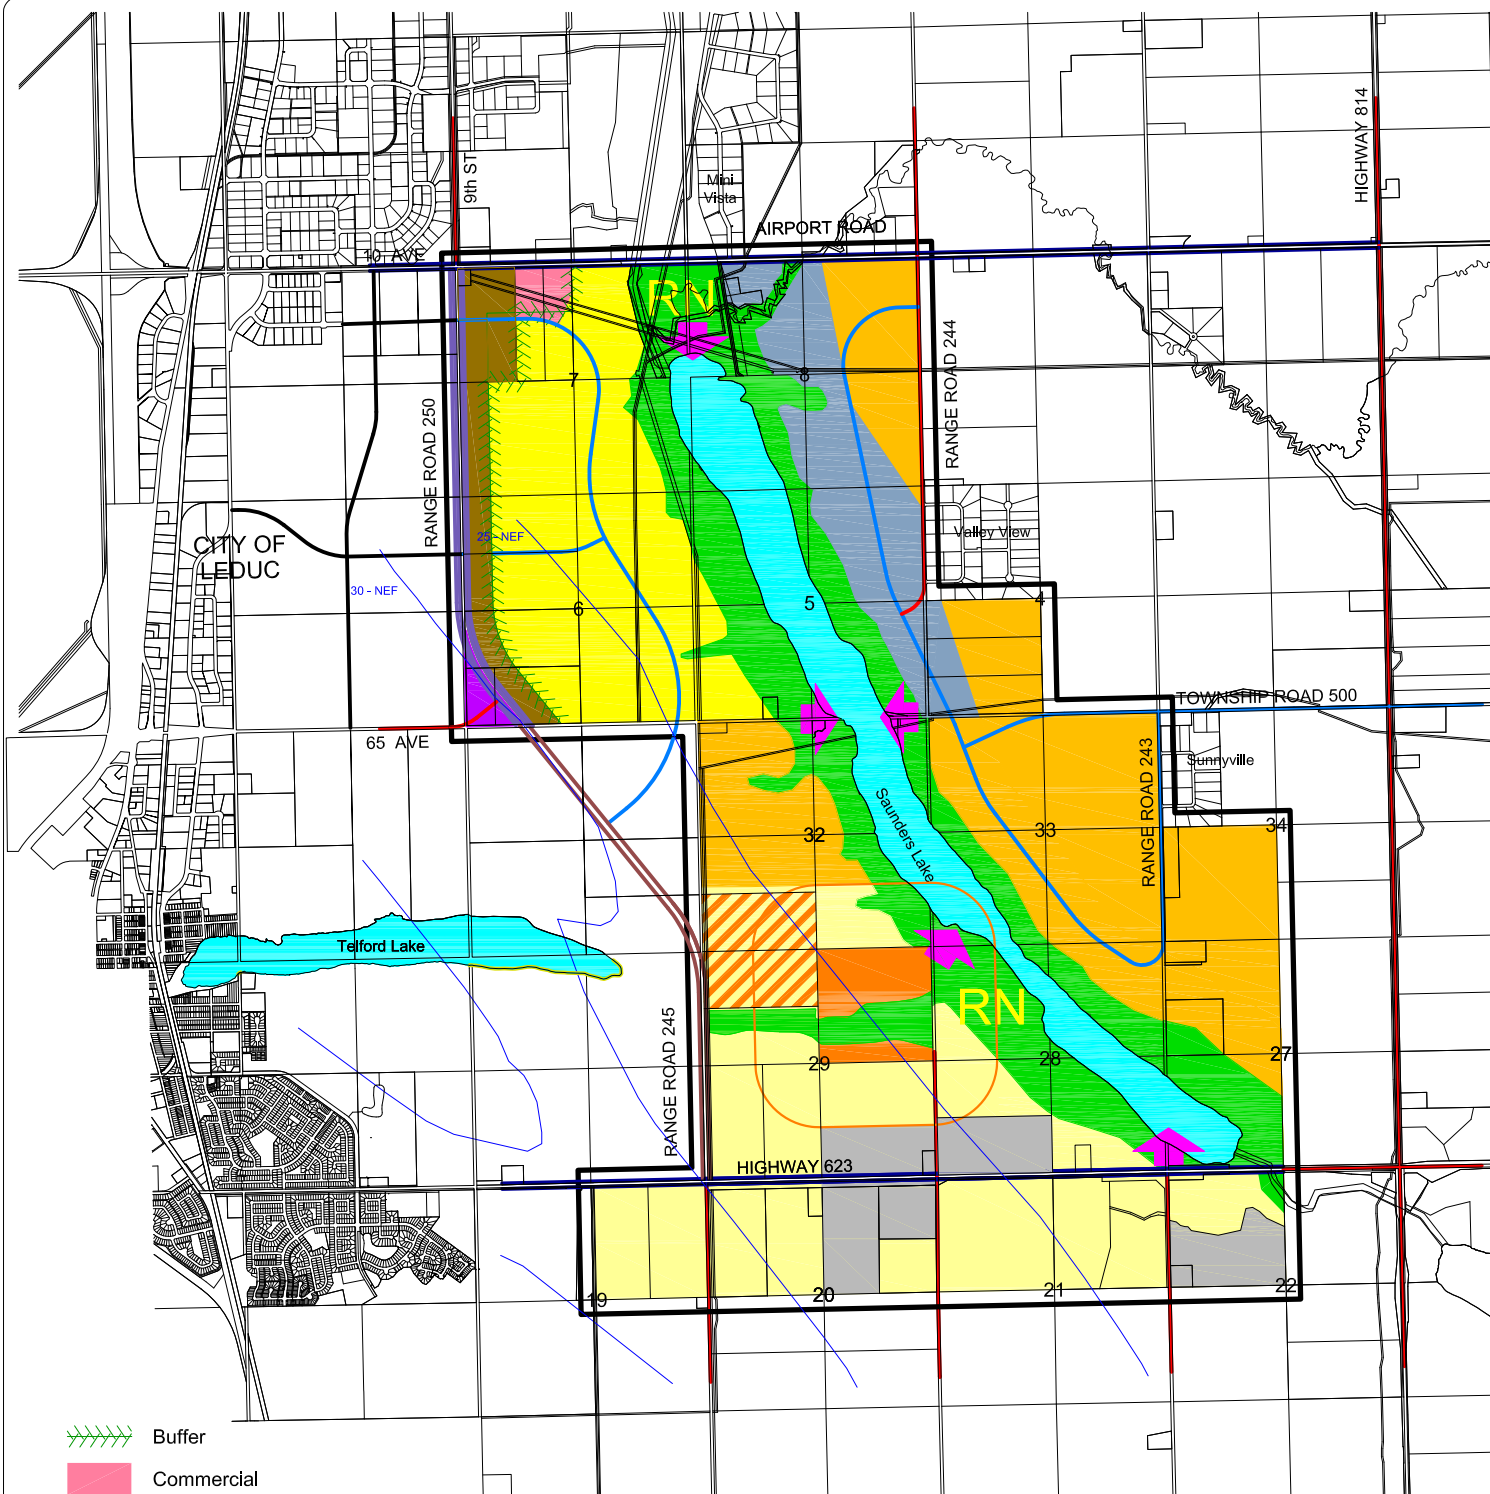 HIGHWAY 814
9th ST
Mini
Vista
AIRPORT ROAD
10 AVE
RN
RANGE ROAD 244
7
8
RANGE ROAD 250
CITY OF
LEDUC
25 - NEF
30 - NEF
Valley View
6
5
4
TOWNSHIP ROAD 500
65 AVE
RANGE ROAD 243
Sunnyville
Saunders Lake
32
33
34
Telford Lake
RN
RANGE ROAD 245
29
28
27
HIGHWAY 623
19
20
21
22
Buffer
Commercial